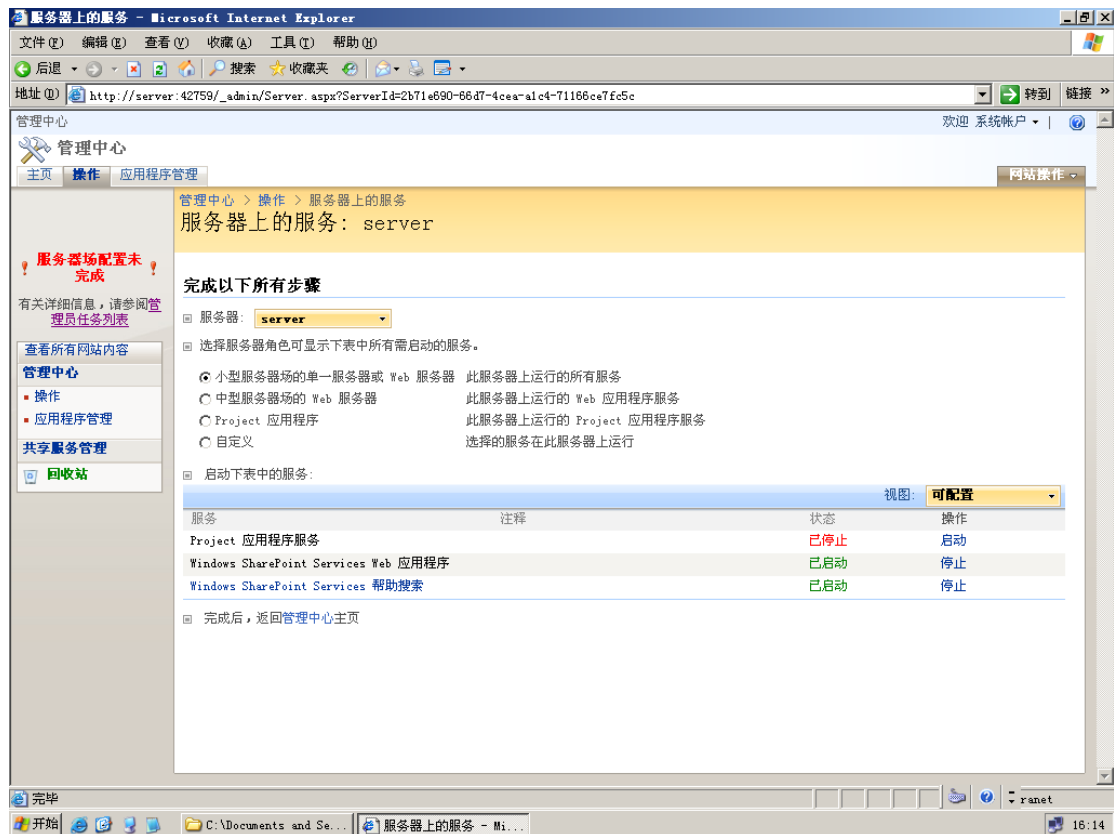 服务器上的服务 - Microsoft Internet Explorer
文件(F) 编辑(E) 查看(V) 收藏(A) 工具(T) 帮助(H)
后退 搜索 收藏夹
地址(D) http://server:42759/_admin/Server.aspx?ServerId=2b71e690-66d7-4cea-a1c4-71166ce7fc5c 转到 链接 »
管理中心 欢迎 系统帐户
管理中心
主页 操作 应用程序管理 网站操作
管理中心 > 操作 > 服务器上的服务
服务器上的服务: server
服务器场配置未完成
有关详细信息，请参阅管理员任务列表
查看所有网站内容
管理中心
操作
应用程序管理
共享服务管理
回收站
完成以下所有步骤
服务器: server
选择服务器角色可显示下表中所有需启动的服务。
小型服务器场的单一服务器或 Web 服务器 此服务器上运行的所有服务
中型服务器场的 Web 服务器 此服务器上运行的 Web 应用程序服务
Project 应用程序 此服务器上运行的 Project 应用程序服务
自定义 选择的服务在此服务器上运行
启动下表中的服务:
视图: 可配置
服务 注释 状态 操作
Project 应用程序服务 已停止 启动
Windows SharePoint Services Web 应用程序 已启动 停止
Windows SharePoint Services 帮助搜索 已启动 停止
完成后，返回管理中心主页
完毕 ranet
开始 C:\Documents and Se... 服务器上的服务 - Mi... 16:14